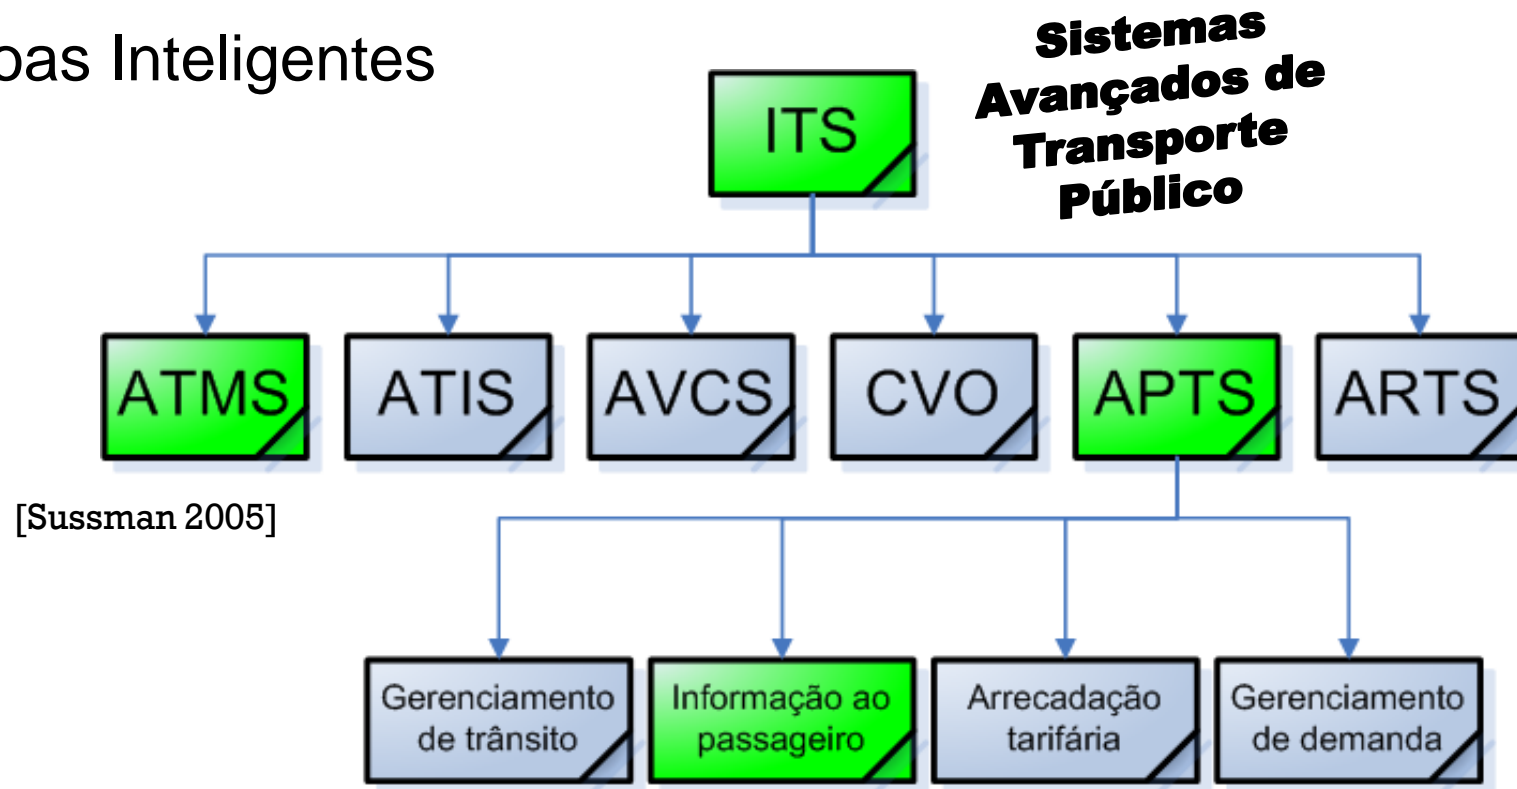 pas Inteligentes
Sistemas
Avançados de
Transporte
Público
ITS
ATMS
ATIS
AVCS
CVO
APTS
ARTS
[Sussman 2005]
Gerenciamento
de trânsito
Informação ao
passageiro
Arrecadação
tarifária
Gerenciamento
de demanda